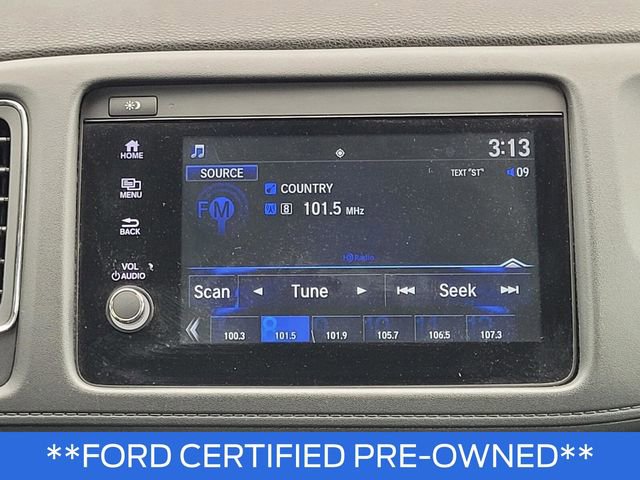 HOME
MENU
BACK
VOL
AUDIO
3:13
SOURCE
TEXT "ST"
09
COUNTRY
FM
8 101.5 MHz
HD Radio
Scan Tune Seek
100.3 101.5 101.9 105.7 106.5 107.3
**FORD CERTIFIED PRE-OWNED**